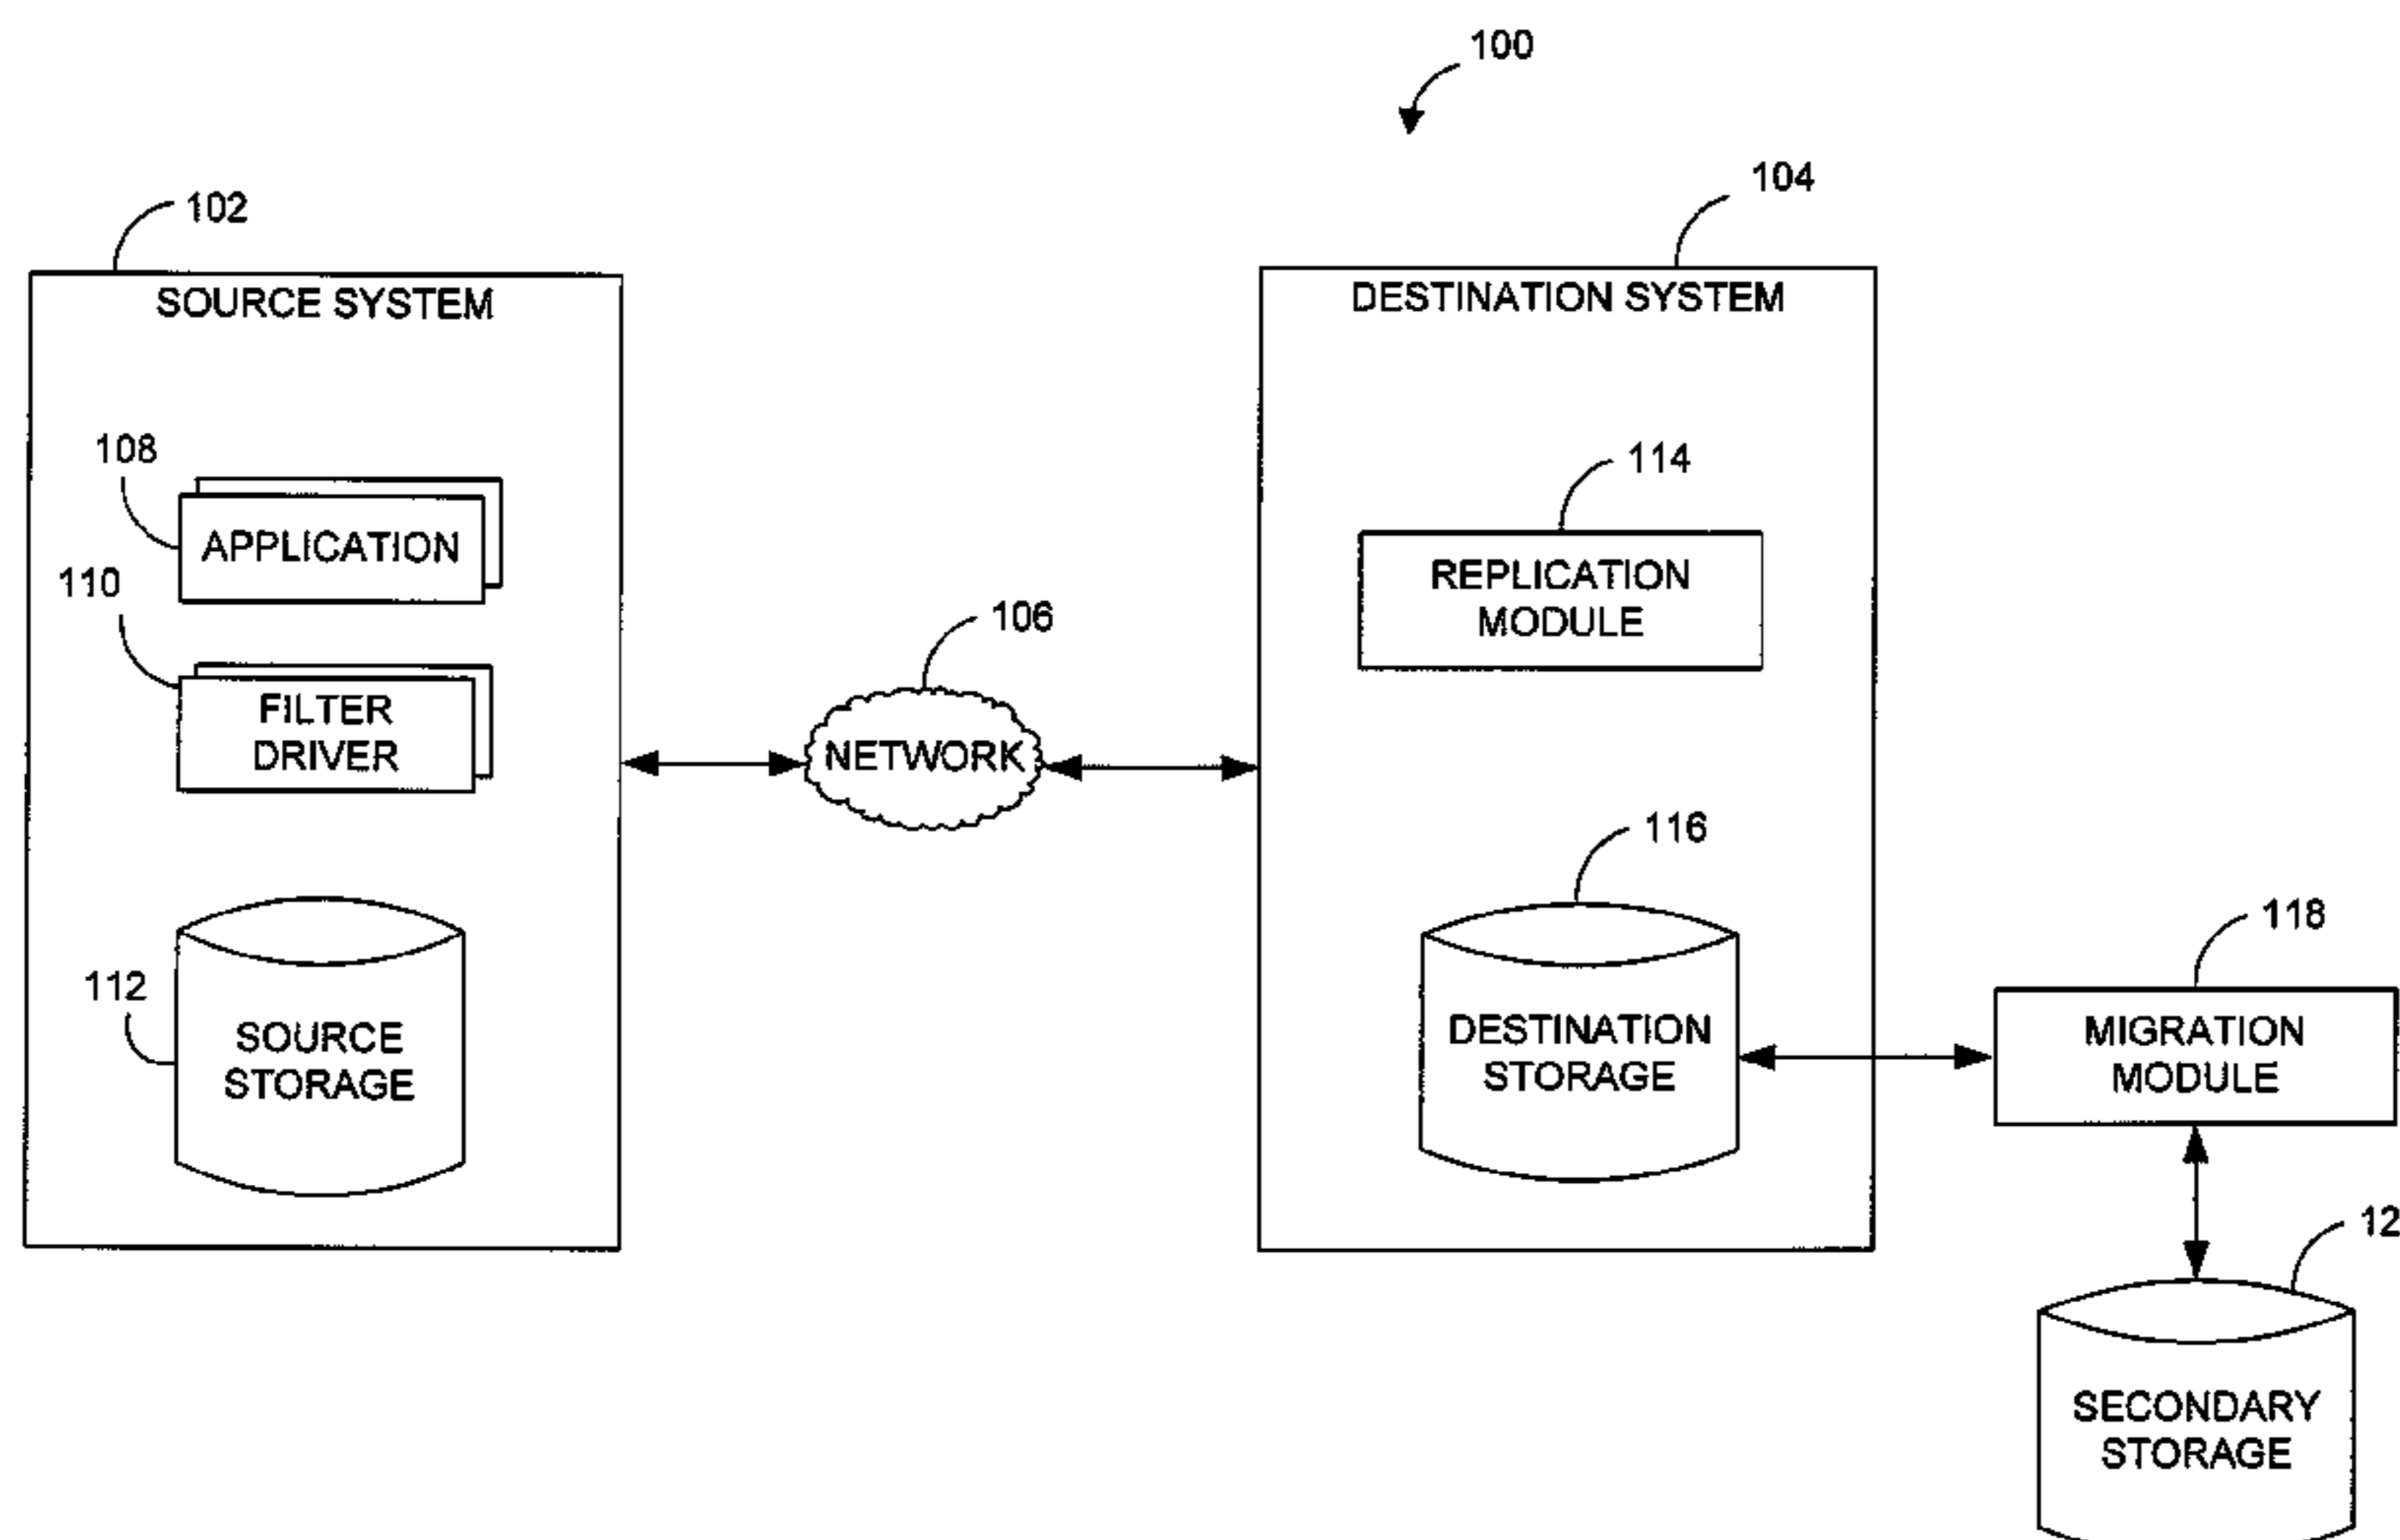 100
104
102
SOURCE SYSTEM
DESTINATION SYSTEM
108
114
APPLICATION
REPLICATION
MODULE
110
106
FILTER
DRIVER
NETWORK
116
118
112
DESTINATION
STORAGE
MIGRATION
MODULE
SOURCE
STORAGE
12
SECONDARY
STORAGE